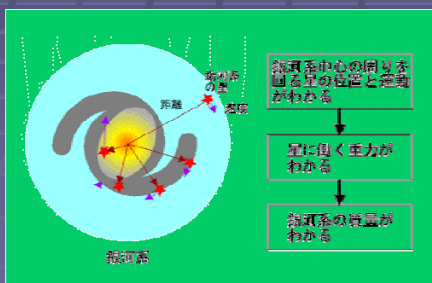 銀河系
の星
距離
速度
銀河系
銀河系中心の周りを
回る星の位置と運動
がわかる
星に働く重力が
わかる
銀河系の質量が
わかる